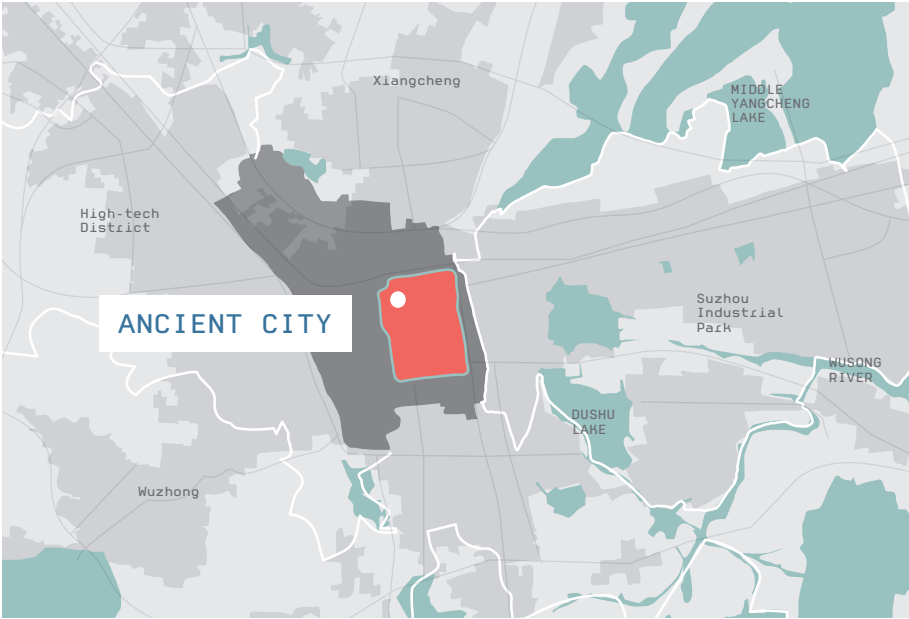 Xiangcheng
MIDDLE
YANGCHENG
LAKE
High-tech
District
Suzhou
Industrial
Park
ANCIENT CITY
WUSONG
RIVER
DUSHU
LAKE
Wuzhong